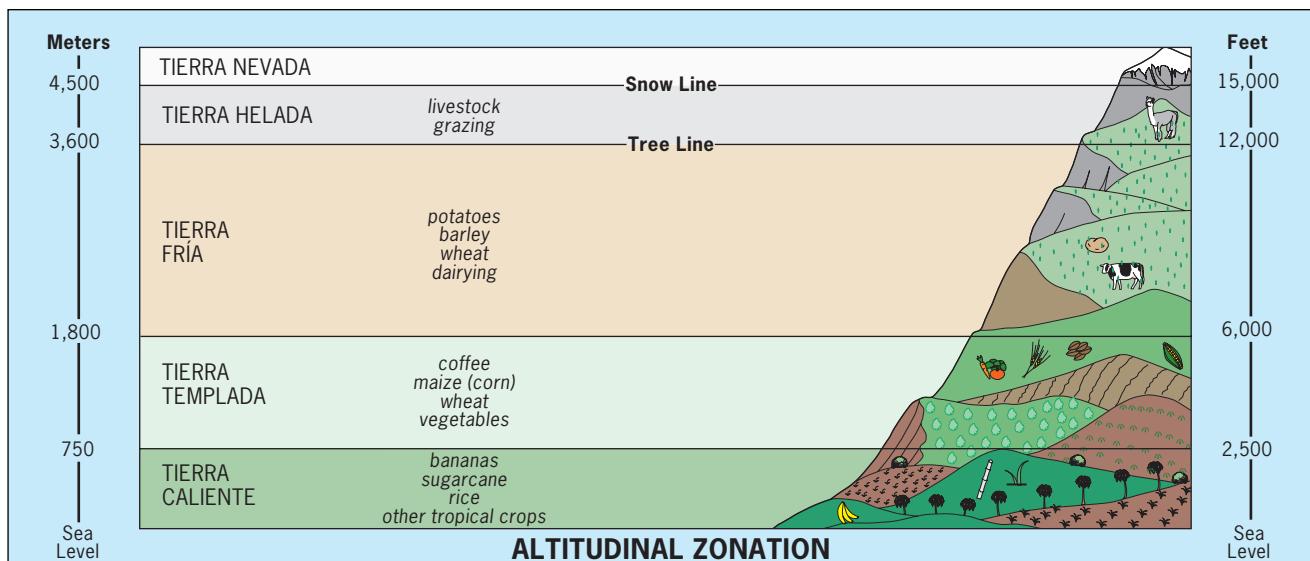 Meters
Feet
TIERRA NEVADA
4,500
Snow Line
15,000
TIERRA HELADA
livestock
grazing
3,600
Tree Line
12,000
TIERRA
FRÍA
potatoes
barley
wheat
dairying
1,800
6,000
TIERRA
TEMPLADA
coffee
maize (corn)
wheat
vegetables
750
2,500
TIERRA
CALIENTE
bananas
sugarcane
rice
other tropical crops
Sea
Level
Sea
Level
ALTITUDINAL ZONATION